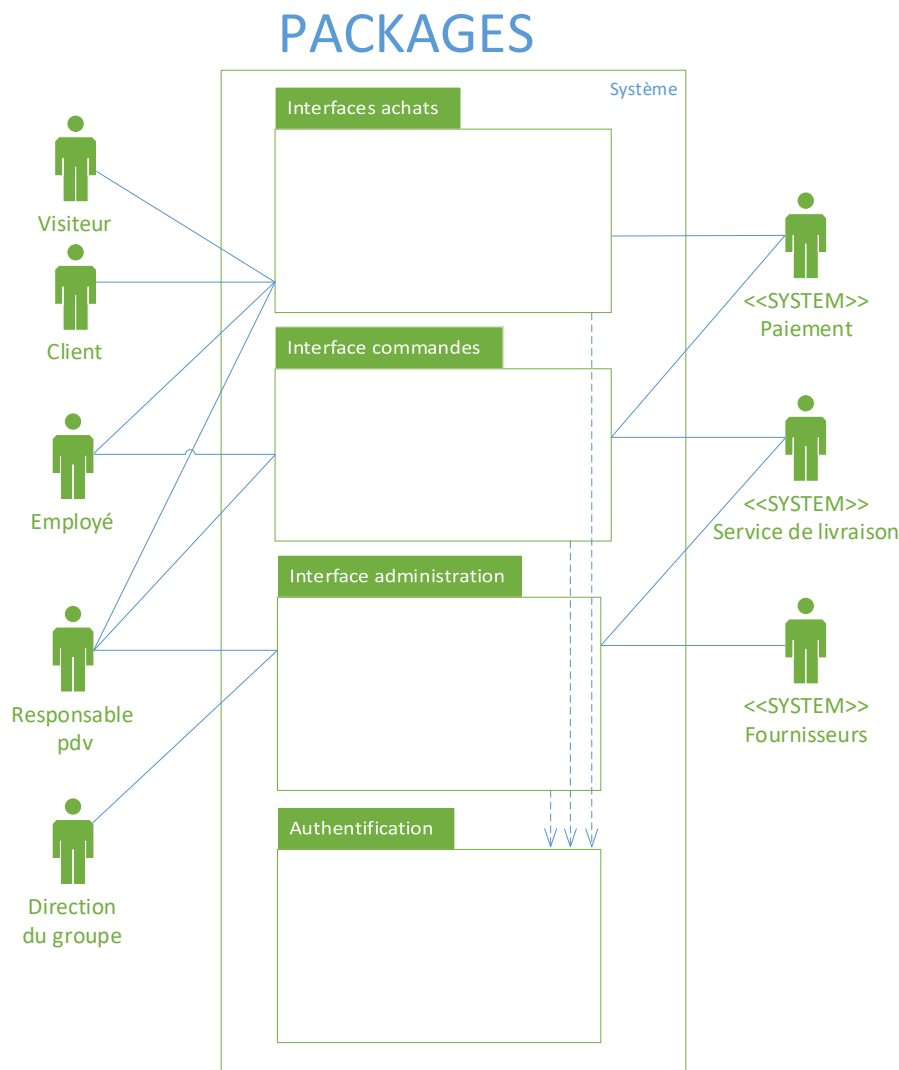 PACKAGES
Système
Interfaces achats
Visiteur
Client
<<SYSTEM>>
Paiement
Interface commandes
Employé
<<SYSTEM>>
Service de livraison
Interface administration
Responsable
pdv
<<SYSTEM>>
Fournisseurs
Authentification
Direction
du groupe